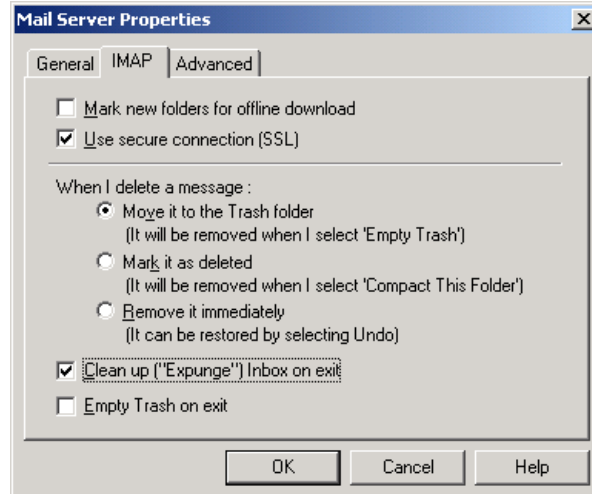 Mail Server Properties
General IMAP Advanced
Mark new folders for offline download
Use secure connection (SSL)
When I delete a message :
Move it to the Trash folder
(It will be removed when I select 'Empty Trash')
Mark it as deleted
(It will be removed when I select 'Compact This Folder')
Remove it immediately
(It can be restored by selecting Undo)
Clean up ("Expunge") Inbox on exit
Empty Trash on exit
OK Cancel Help